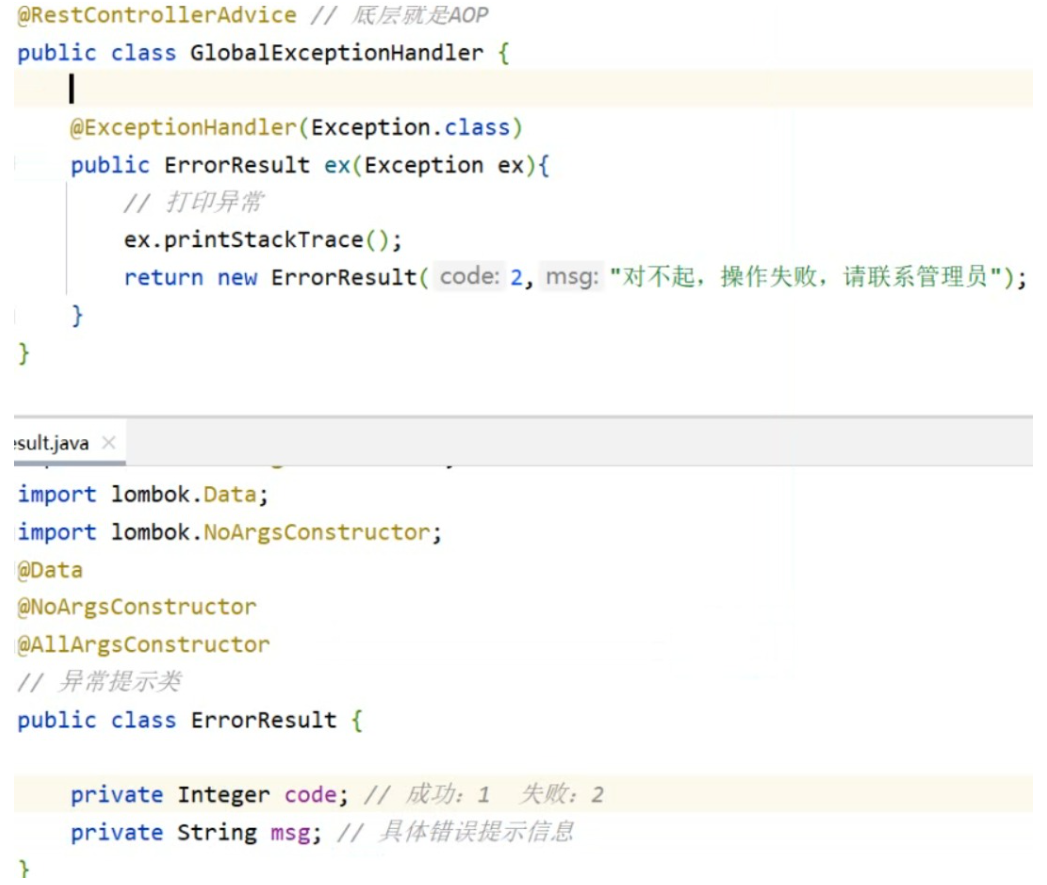 @RestControllerAdvice // 底层就是AOP
public class GlobalExceptionHandler {
@ExceptionHandler(Exception.class)
public ErrorResult ex(Exception ex){
// 打印异常
ex.printStackTrace();
return new ErrorResult( code: 2, msg: "对不起，操作失败，请联系管理员");
}
}
esult.java ×
import lombok.Data;
import lombok.NoArgsConstructor;
@Data
@NoArgsConstructor
@AllArgsConstructor
// 异常提示类
public class ErrorResult {
private Integer code; // 成功：1 失败：2
private String msg; // 具体错误提示信息
}